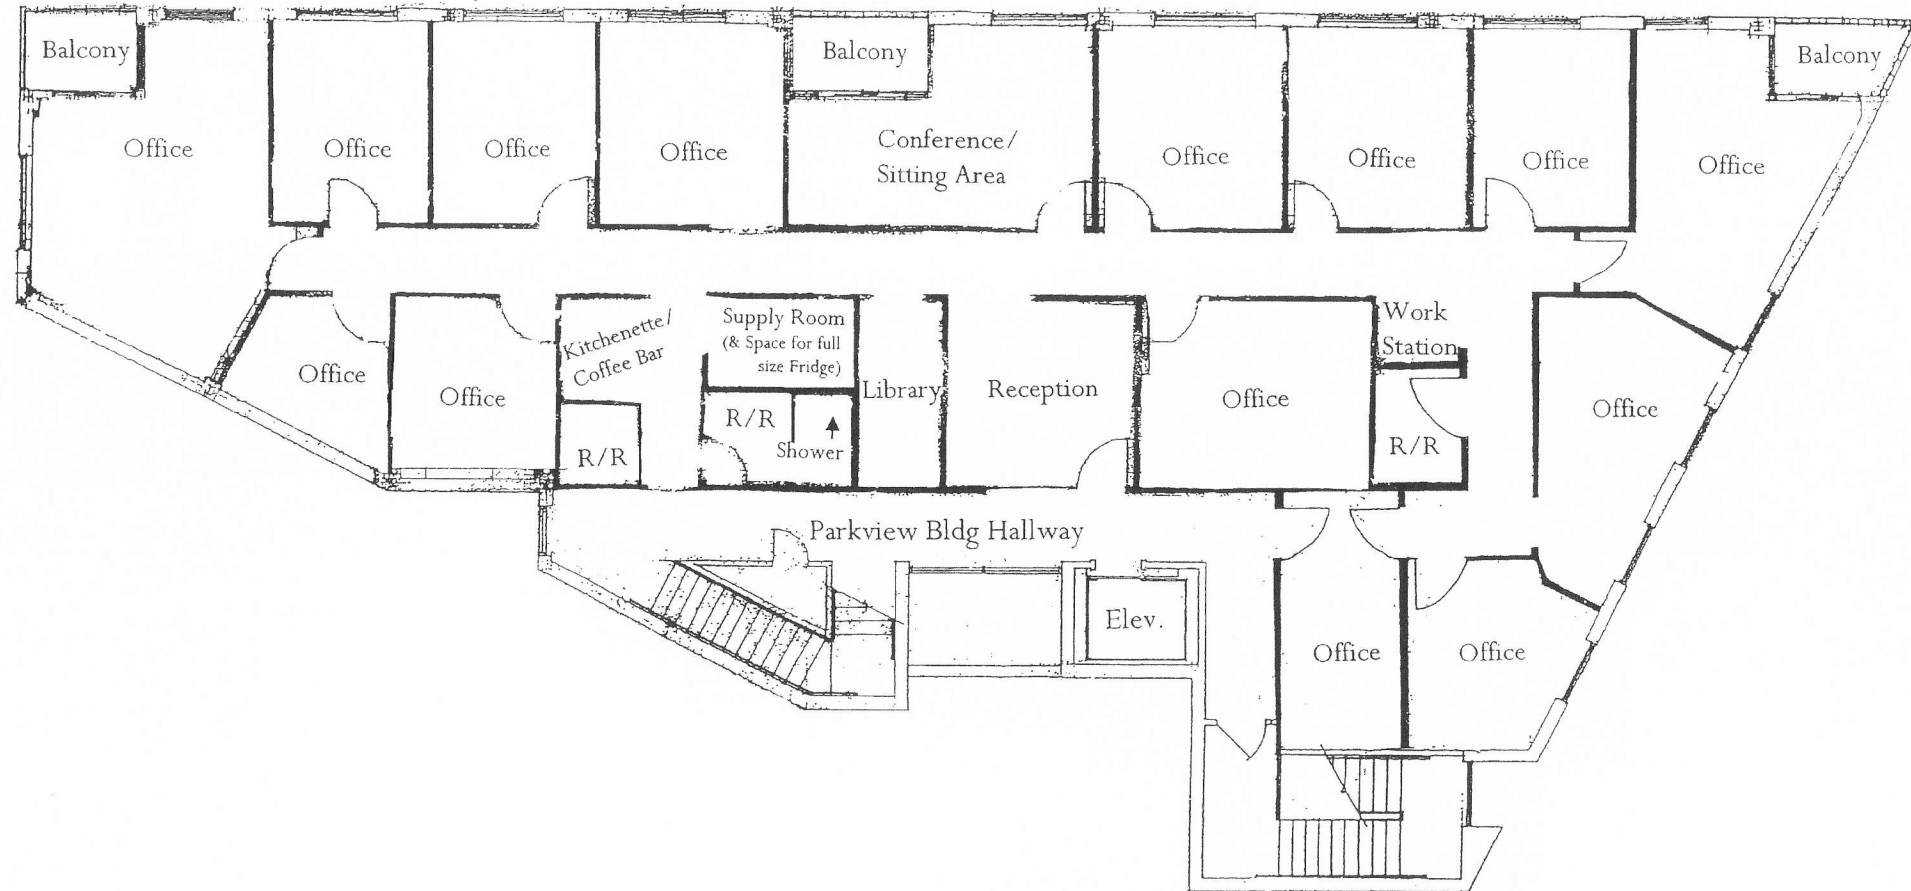 Balcony
Balcony
Balcony
Office
Office
Office
Office
Conference/
Sitting Area
Office
Office
Office
Office
Kitchenette/
Coffee Bar
Supply Room
(& Space for full
size Fridge)
Work
Station
Office
Office
Library
Reception
Office
Office
R/R
R/R
Shower
R/R
Parkview Bldg Hallway
Elev.
Office
Office